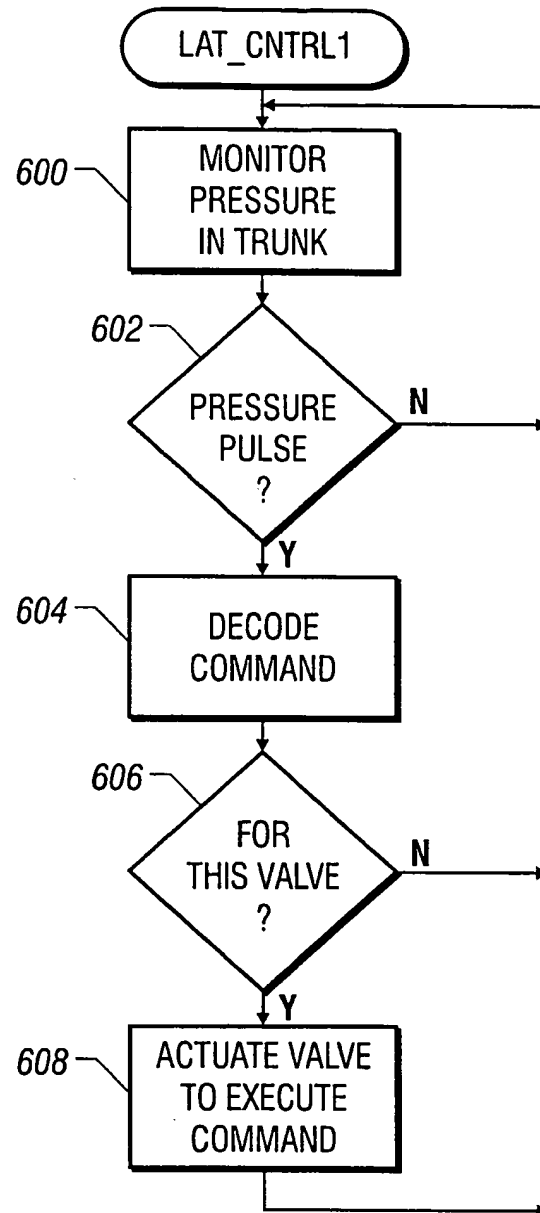 LAT_CNTRL1
600
MONITOR
PRESSURE
IN TRUNK
602
PRESSURE
PULSE
?
N
Y
604
DECODE
COMMAND
606
FOR
THIS VALVE
?
N
Y
608
ACTUATE VALVE
TO EXECUTE
COMMAND